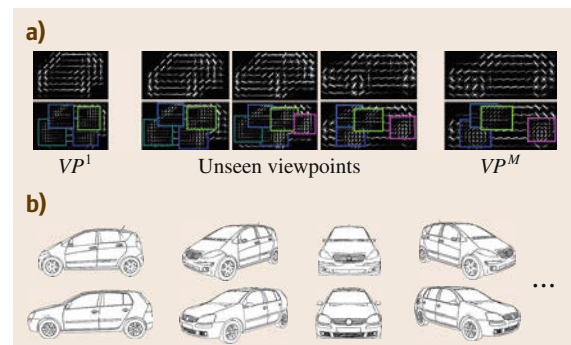 a)
VP¹ Unseen viewpoints VPᴹ
b)
...